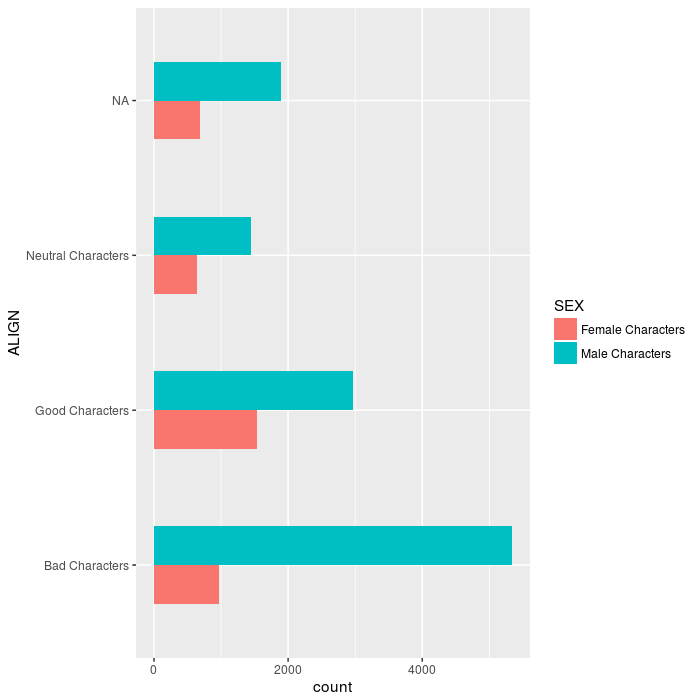 NA
Neutral Characters
Good Characters
Bad Characters
ALIGN
0 2000 4000
count
SEX
Female Characters
Male Characters